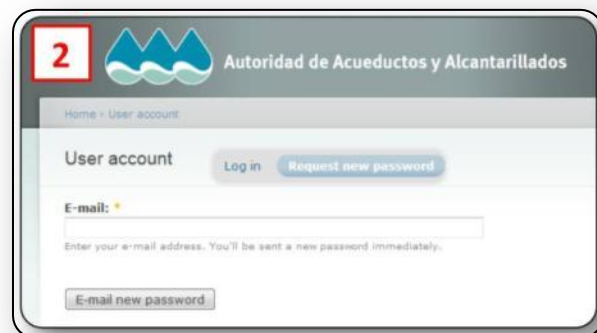 2
Autoridad de Acueductos y Alcantarillados
Home › User account
User account Log in Request new password
E-mail: *
Enter your e-mail address. You'll be sent a new password immediately.
E-mail new password